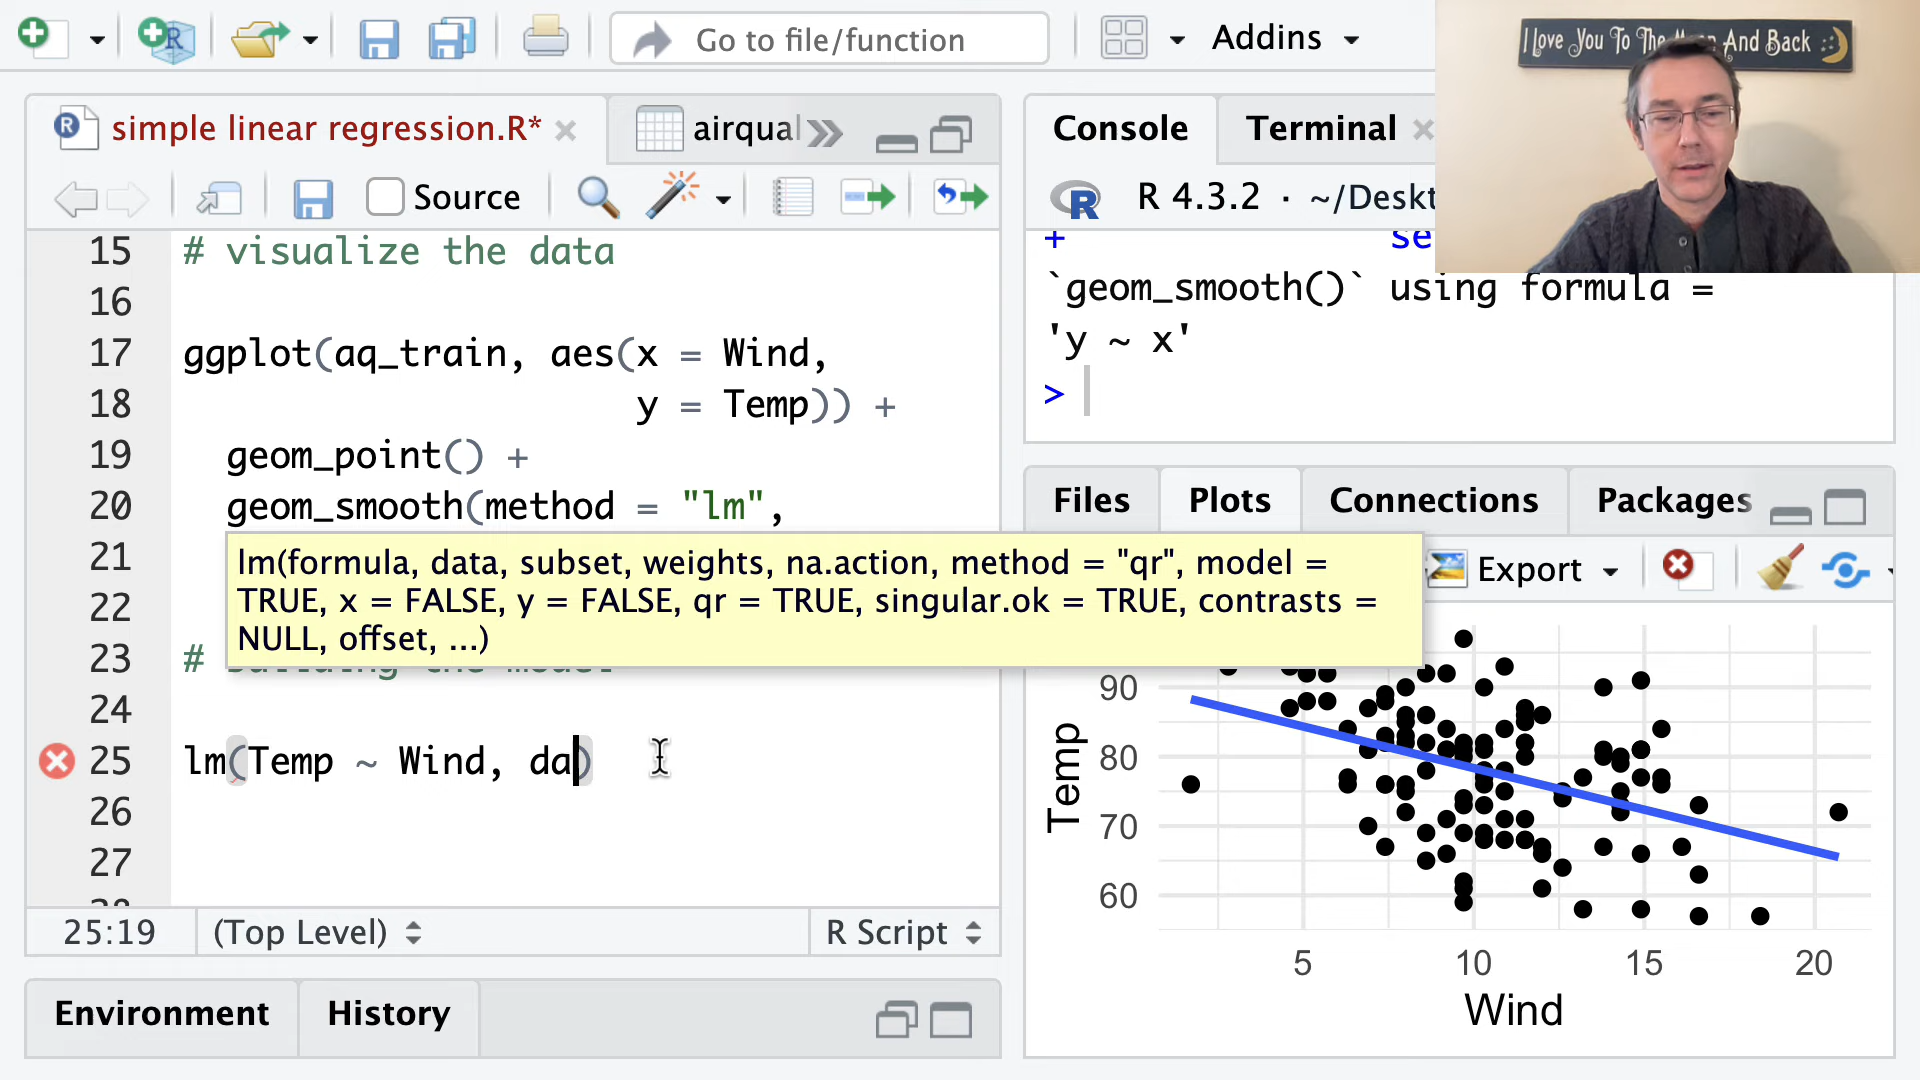 Go to file/function
Addins
I love You To The Moon And Back
simple linear regression.R*
airqual
Source
15 # visualize the data
16
17 ggplot(aq_train, aes(x = Wind,
18 y = Temp)) +
19 geom_point() +
20 geom_smooth(method = "lm",
21
22
23 # building the model
24
25 lm(Temp ~ Wind, da)
26
27
lm(formula, data, subset, weights, na.action, method = "qr", model =
TRUE, x = FALSE, y = FALSE, qr = TRUE, singular.ok = TRUE, contrasts =
NULL, offset, ...)
25:19 (Top Level) R Script
Environment History
Console Terminal
R 4.3.2 · ~/Deskt
+ se
`geom_smooth()` using formula =
'y ~ x'
>
Files Plots Connections Packages
Export
Temp
90
80
70
60
5 10 15 20
Wind